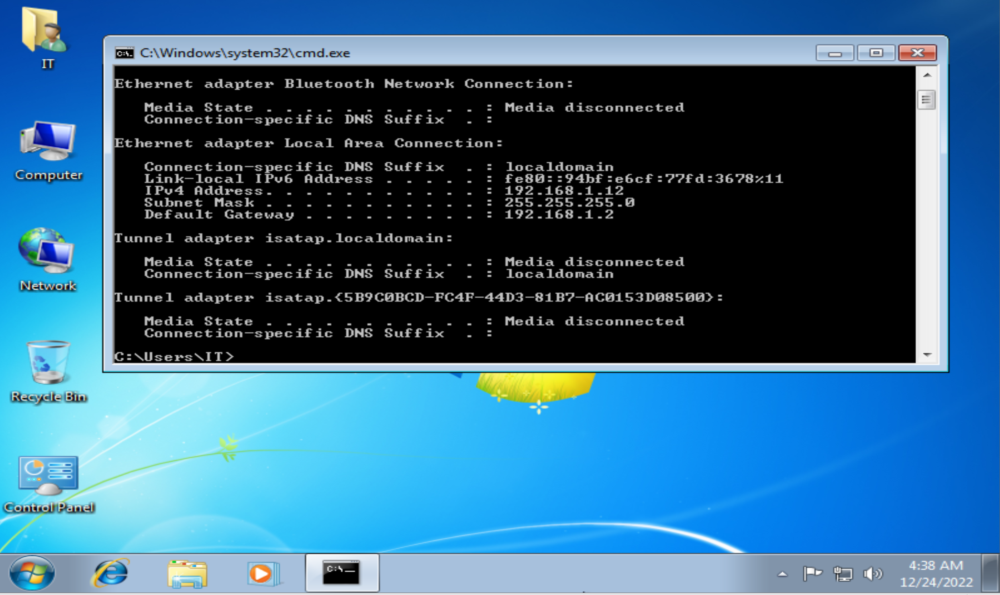 IT
Computer
Network
Recycle Bin
Control Panel
C:\Windows\system32\cmd.exe
Ethernet adapter Bluetooth Network Connection:
   Media State . . . . . . . . . . . : Media disconnected
   Connection-specific DNS Suffix  . :
Ethernet adapter Local Area Connection:
   Connection-specific DNS Suffix  . : localdomain
   Link-local IPv6 Address . . . . . : fe80::94bf:e6cf:77fd:3678%11
   IPv4 Address. . . . . . . . . . . : 192.168.1.12
   Subnet Mask . . . . . . . . . . . : 255.255.255.0
   Default Gateway . . . . . . . . . : 192.168.1.2
Tunnel adapter isatap.localdomain:
   Media State . . . . . . . . . . . : Media disconnected
   Connection-specific DNS Suffix  . : localdomain
Tunnel adapter isatap.{5B9C0BCD-FC4F-44D3-81B7-AC0153D08500}:
   Media State . . . . . . . . . . . : Media disconnected
   Connection-specific DNS Suffix  . :
C:\Users\IT>
4:38 AM
12/24/2022